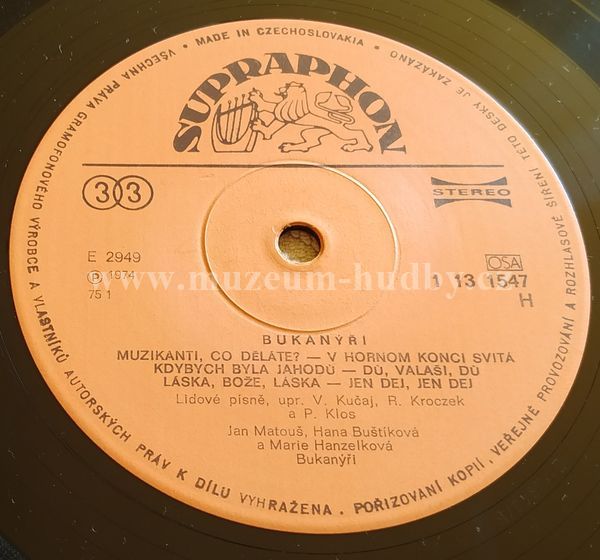 VŠECHNA PRÁVA GRAMOFONOVÉHO VÝROBCE A VLASTNÍKŮ AUTORSKÝCH PRÁV K DÍLU VYHRAŽENA. POŘIZOVÁNÍ KOPIÍ, VEŘEJNÉ PROVOZOVÁNÍ A ROZHLASOVÉ ŠÍŘENÍ TÉTO DESKY JE ZAKÁZÁNO • MADE IN CZECHOSLOVAKIA •
SUPRAPHON
33
STEREO
E 2949
℗ 1974
75 1
OSA
1 13 1547
H
www.muzeum-hudby.cz
BUKANÝŘI
MUZIKANTI, CO DĚLÁTE? — V HORNOM KONCI SVITÁ
KDYBYCH BYLA JAHODŮ — DŮ, VALAŠI, DŮ
LÁSKA, BOŽE, LÁSKA — JEN DEJ, JEN DEJ
Lidové písně, upr. V. Kučaj, R. Kroczek
a P. Klos
Jan Matouš, Hana Buštíková
a Marie Hanzelková
Bukanýři